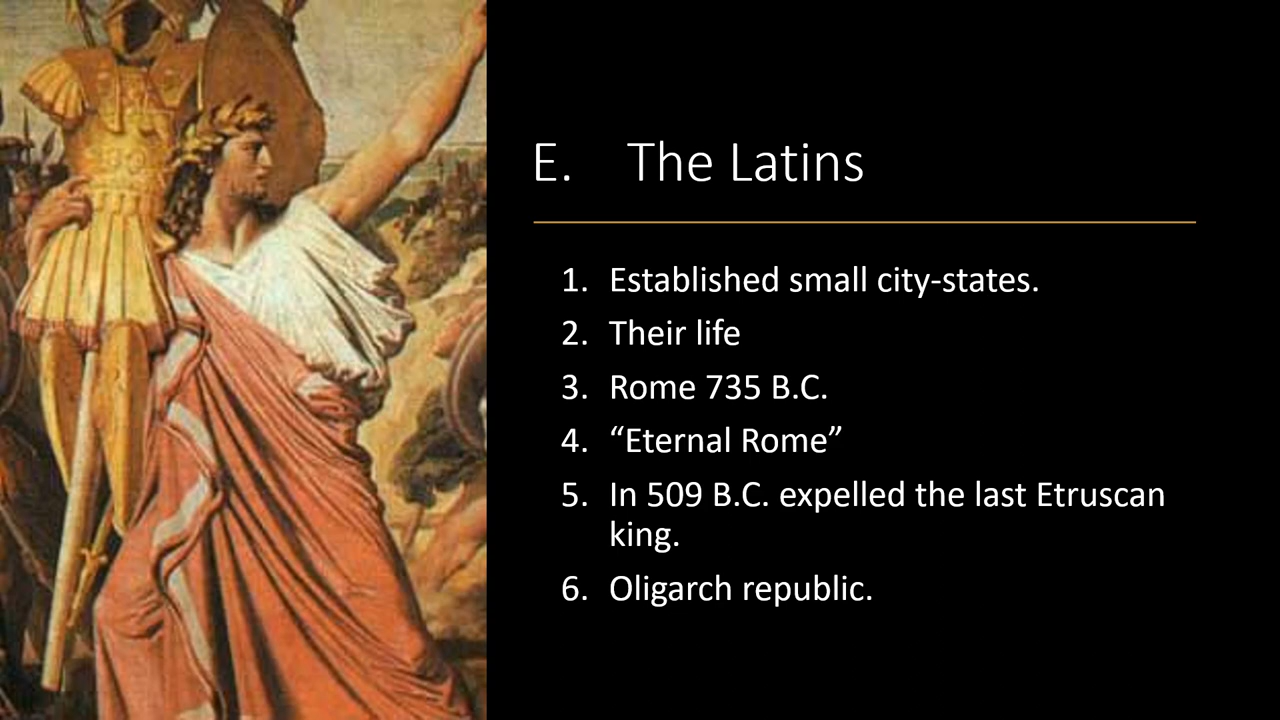 E. The Latins
1. Established small city-states.
2. Their life
3. Rome 735 B.C.
4. “Eternal Rome”
5. In 509 B.C. expelled the last Etruscan
king.
6. Oligarch republic.